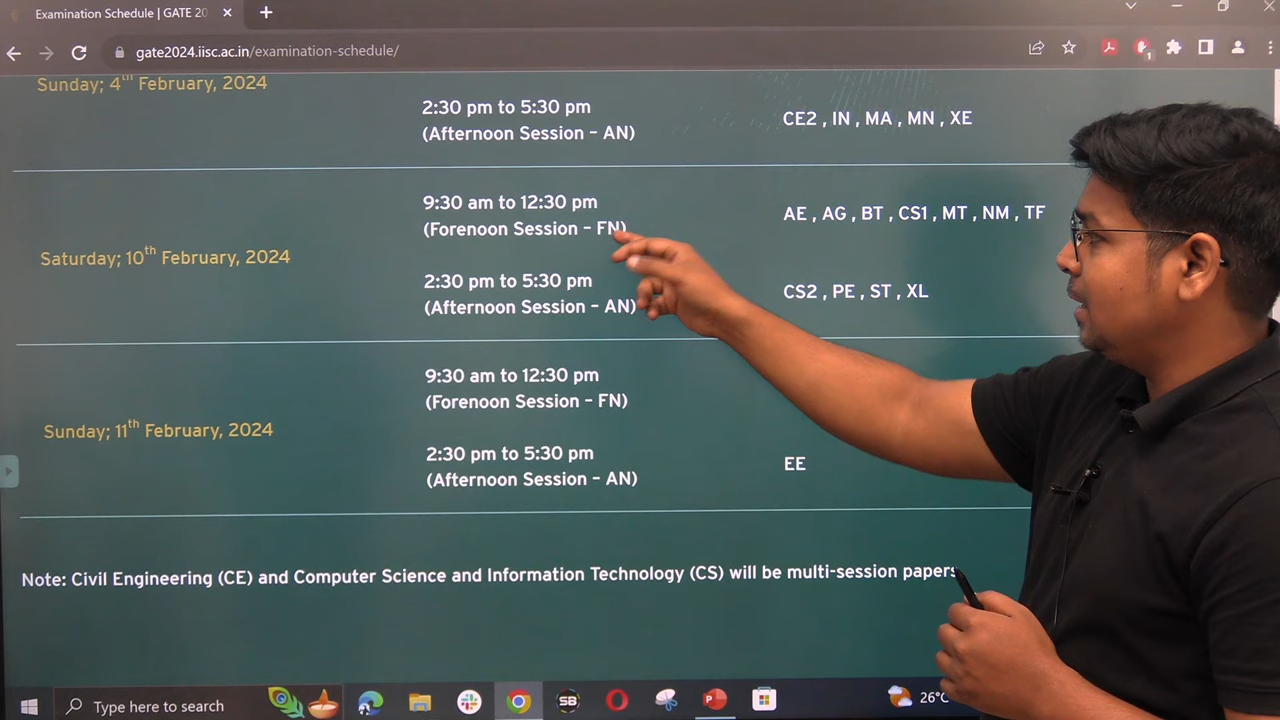 Examination Schedule | GATE 20
gate2024.iisc.ac.in/examination-schedule/
1
Sunday; 4th February, 2024
2:30 pm to 5:30 pm
(Afternoon Session – AN)
CE2 , IN , MA , MN , XE
Saturday; 10th February, 2024
9:30 am to 12:30 pm
(Forenoon Session – FN)
AE , AG , BT , CS1 , MT , NM , TF
2:30 pm to 5:30 pm
(Afternoon Session – AN)
CS2 , PE , ST , XL
Sunday; 11th February, 2024
9:30 am to 12:30 pm
(Forenoon Session – FN)
2:30 pm to 5:30 pm
(Afternoon Session – AN)
EE
Note: Civil Engineering (CE) and Computer Science and Information Technology (CS) will be multi-session papers
Type here to search
SB
P
26°C